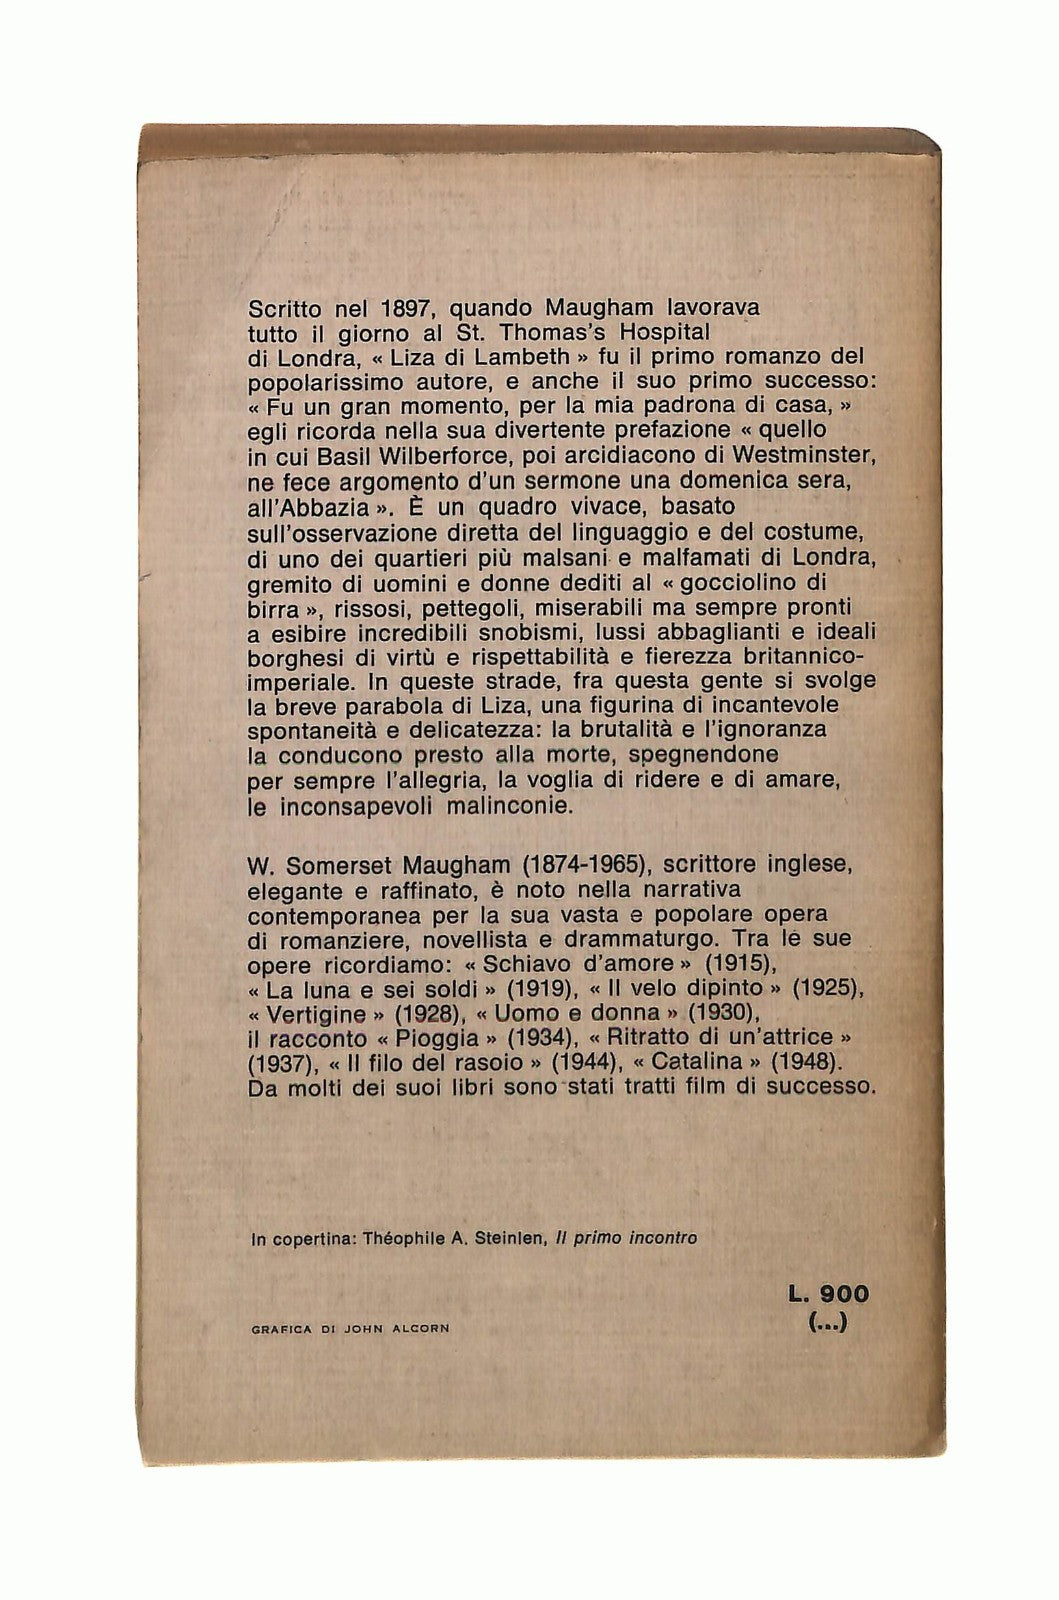 Scritto nel 1897, quando Maugham lavorava
tutto il giorno al St. Thomas's Hospital
di Londra, « Liza di Lambeth » fu il primo romanzo del
popolarissimo autore, e anche il suo primo successo:
« Fu un gran momento, per la mia padrona di casa, »
egli ricorda nella sua divertente prefazione « quello
in cui Basil Wilberforce, poi arcidiacono di Westminster,
ne fece argomento d'un sermone una domenica sera,
all'Abbazia ». È un quadro vivace, basato
sull'osservazione diretta del linguaggio e del costume,
di uno dei quartieri più malsani e malfamati di Londra,
gremito di uomini e donne dediti al « gocciolino di
birra », rissosi, pettegoli, miserabili ma sempre pronti
a esibire incredibili snobismi, lussi abbaglianti e ideali
borghesi di virtù e rispettabilità e fierezza britannico-
imperiale. In queste strade, fra questa gente si svolge
la breve parabola di Liza, una figurina di incantevole
spontaneità e delicatezza: la brutalità e l'ignoranza
la conducono presto alla morte, spegnendone
per sempre l'allegria, la voglia di ridere e di amare,
le inconsapevoli malinconie.
W. Somerset Maugham (1874-1965), scrittore inglese,
elegante e raffinato, è noto nella narrativa
contemporanea per la sua vasta e popolare opera
di romanziere, novellista e drammaturgo. Tra le sue
opere ricordiamo: « Schiavo d'amore » (1915),
« La luna e sei soldi » (1919), « Il velo dipinto » (1925),
« Vertigine » (1928), « Uomo e donna » (1930),
il racconto « Pioggia » (1934), « Ritratto di un'attrice »
(1937), « Il filo del rasoio » (1944), « Catalina » (1948).
Da molti dei suoi libri sono stati tratti film di successo.
In copertina: Théophile A. Steinlen, Il primo incontro
L. 900
(...)
GRAFICA DI JOHN ALCORN